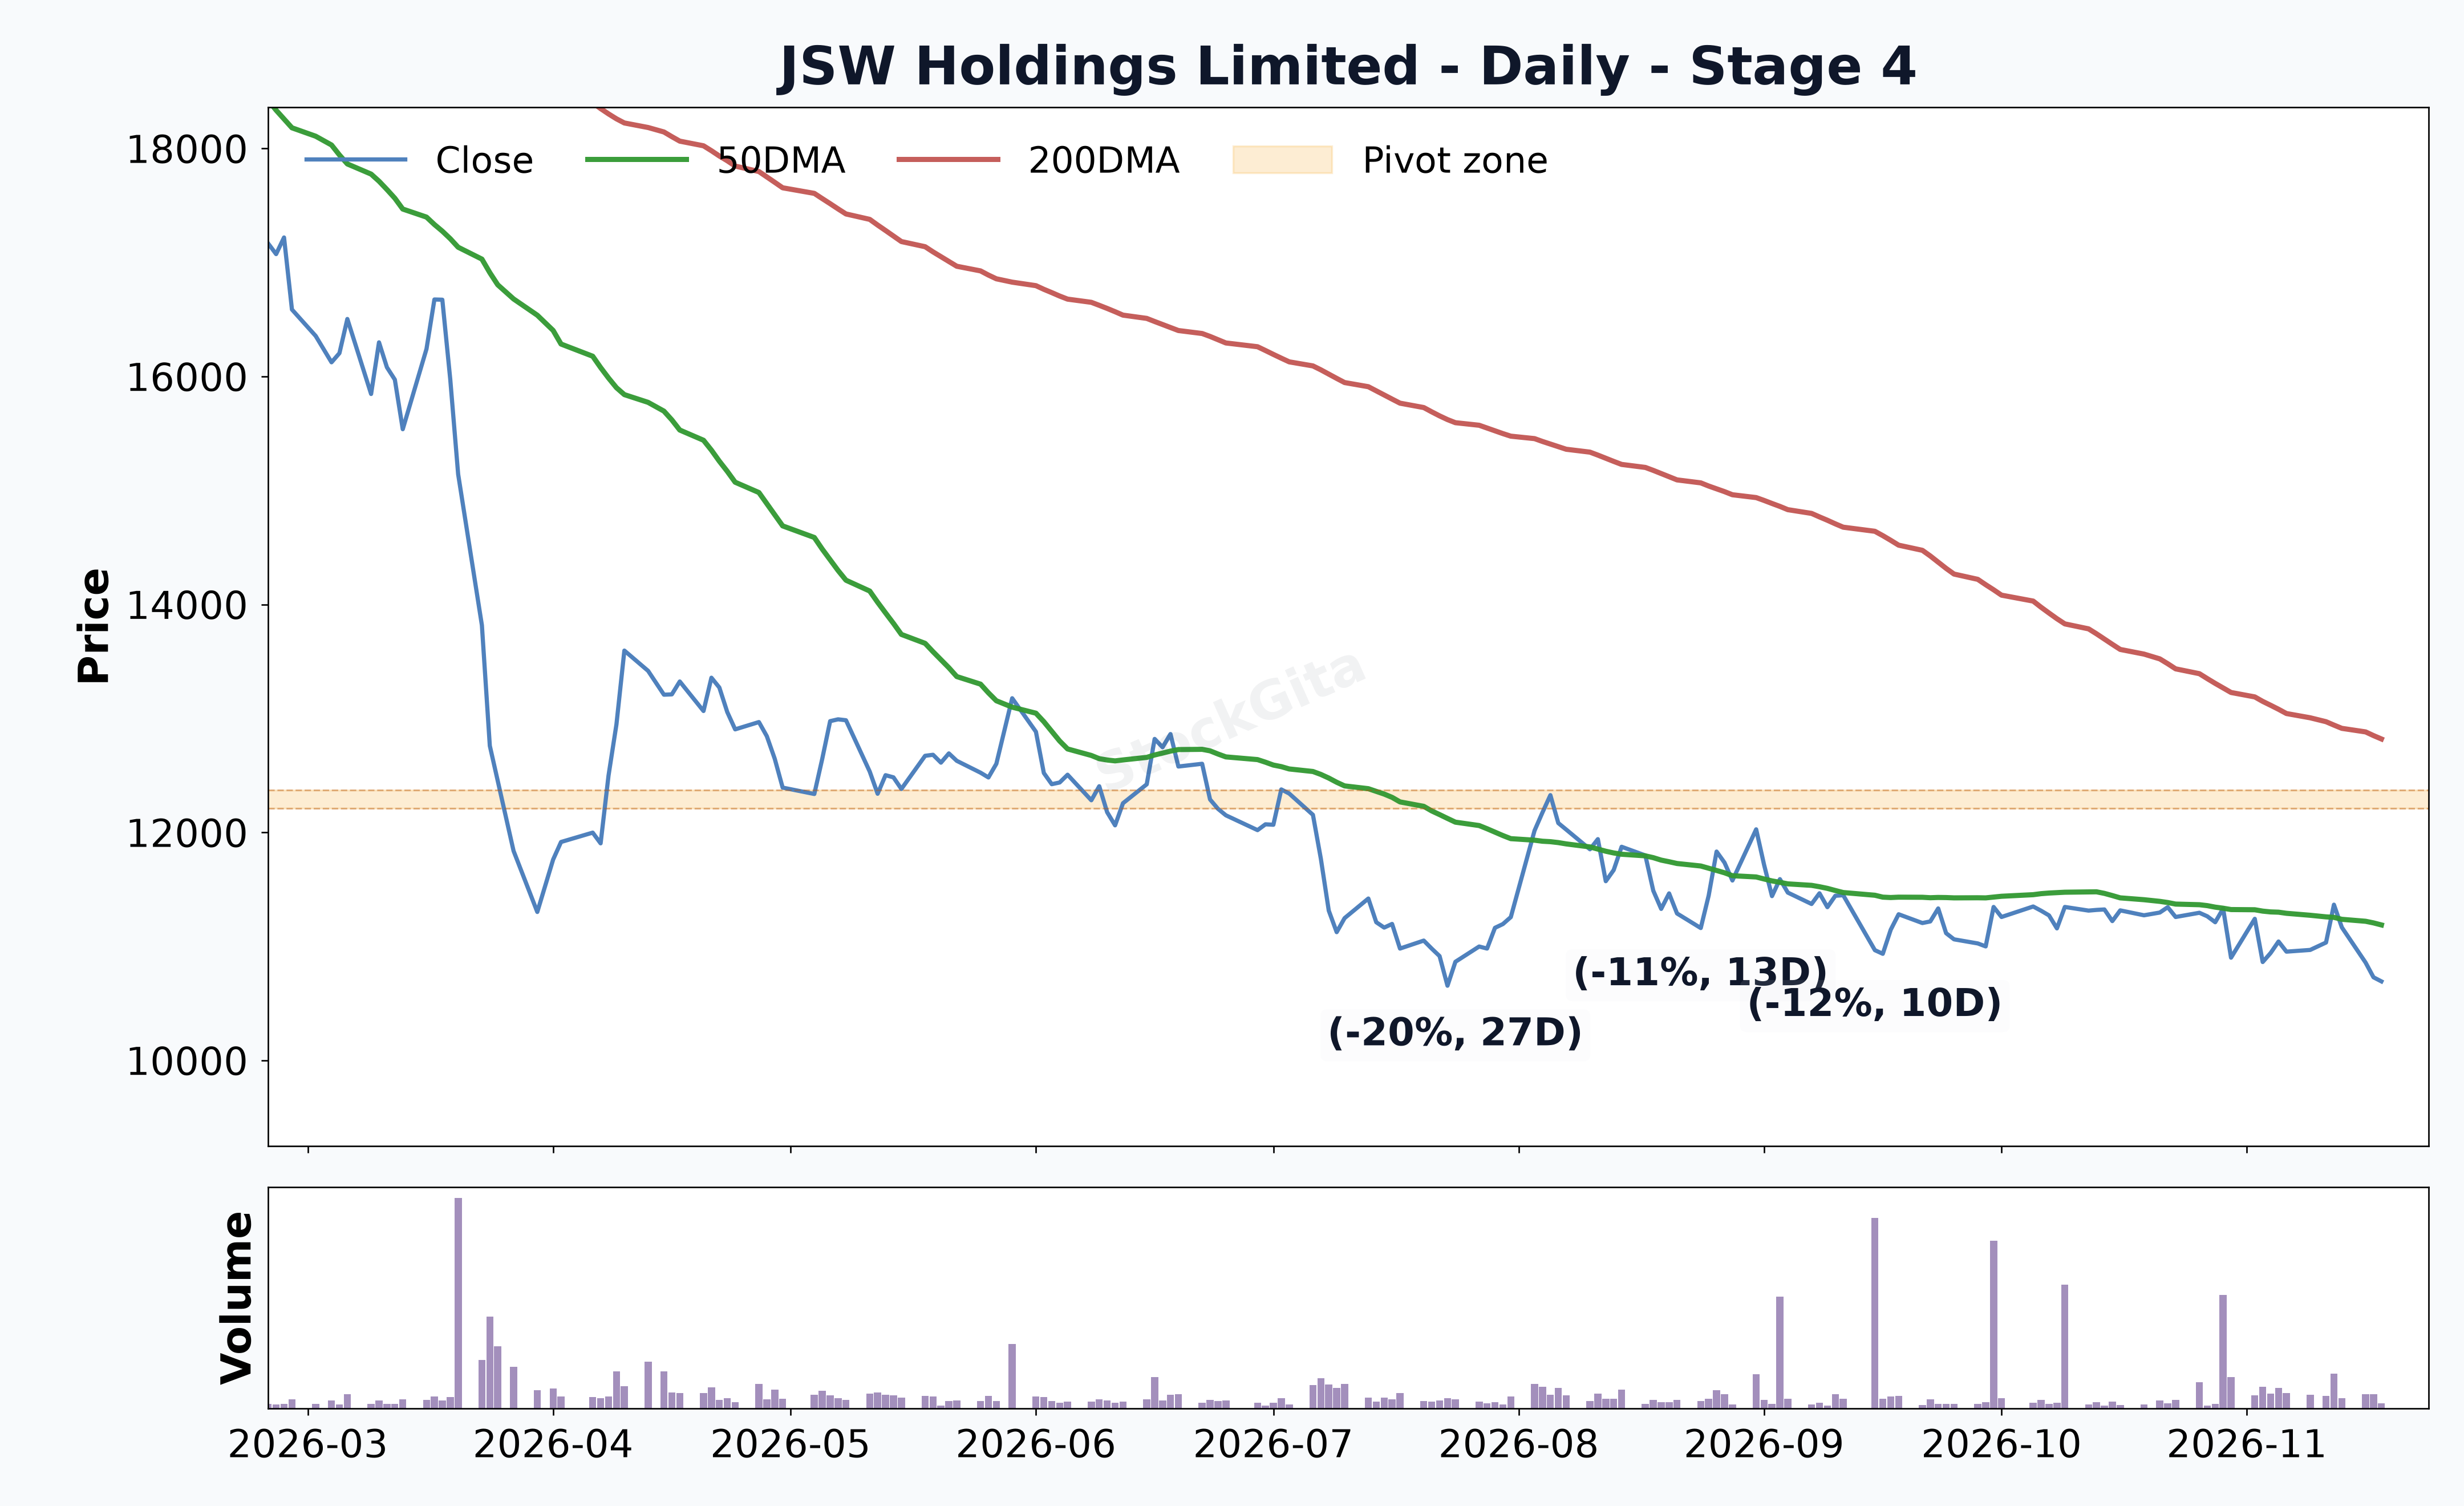 JSW Holdings Limited - Daily - Stage 4
Close 50DMA 200DMA Pivot zone
18000
16000
14000
12000
10000
Price
StockGita
(-11%, 13D)
(-12%, 10D)
(-20%, 27D)
Volume
2026-03 2026-04 2026-05 2026-06 2026-07 2026-08 2026-09 2026-10 2026-11